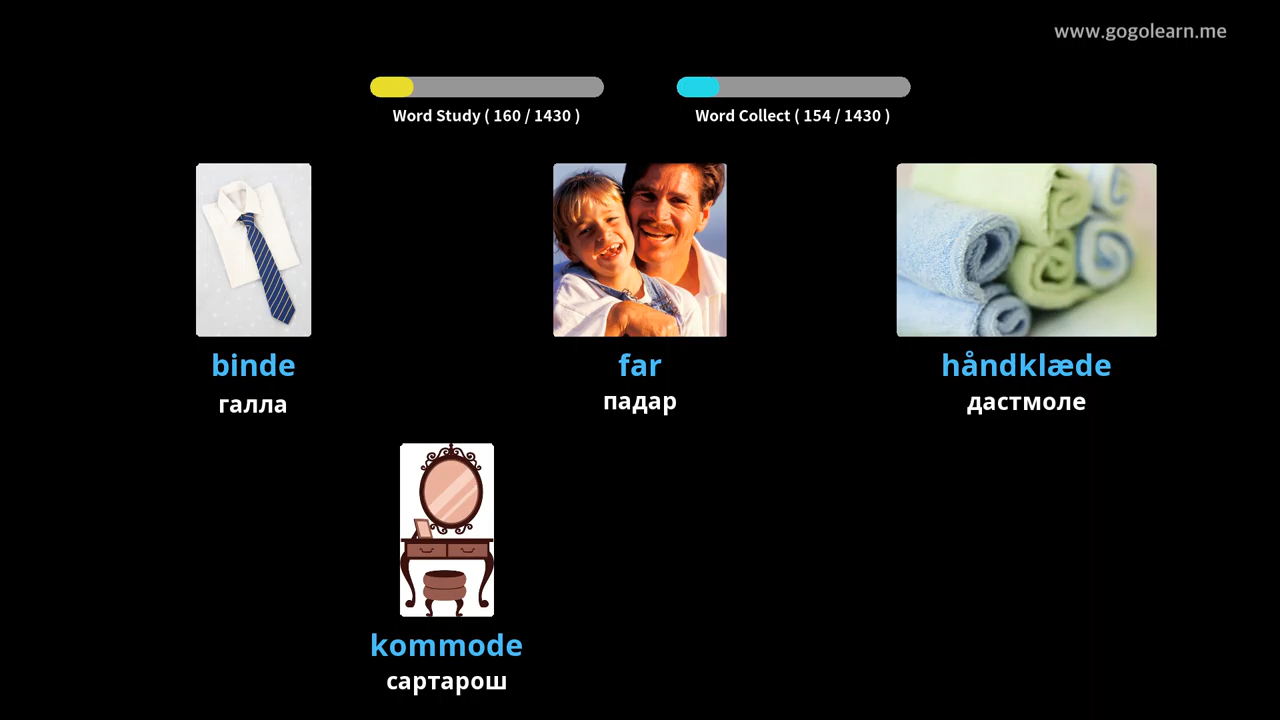 www.gogolearn.me
Word Study ( 160 / 1430 )
Word Collect ( 154 / 1430 )
binde
far
håndklæde
галла
падар
дастмоле
kommode
сартарош